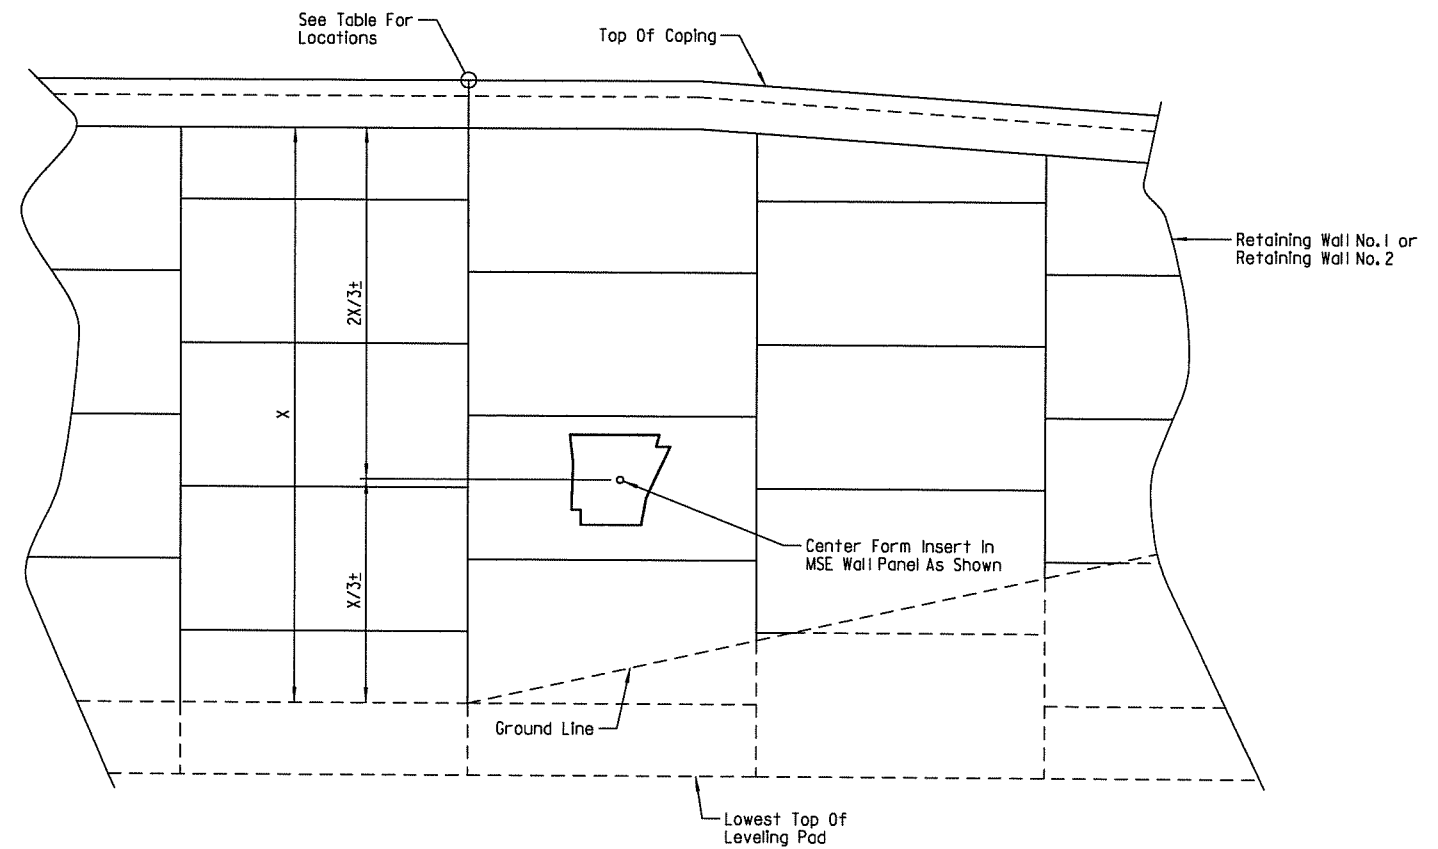 See Table For
Locations
Top Of Coping
Retaining Wall No. 1 or
Retaining Wall No. 2
2X/3±
X
X/3±
Center Form Insert In
MSE Wall Panel As Shown
Ground Line
Lowest Top Of
Leveling Pad